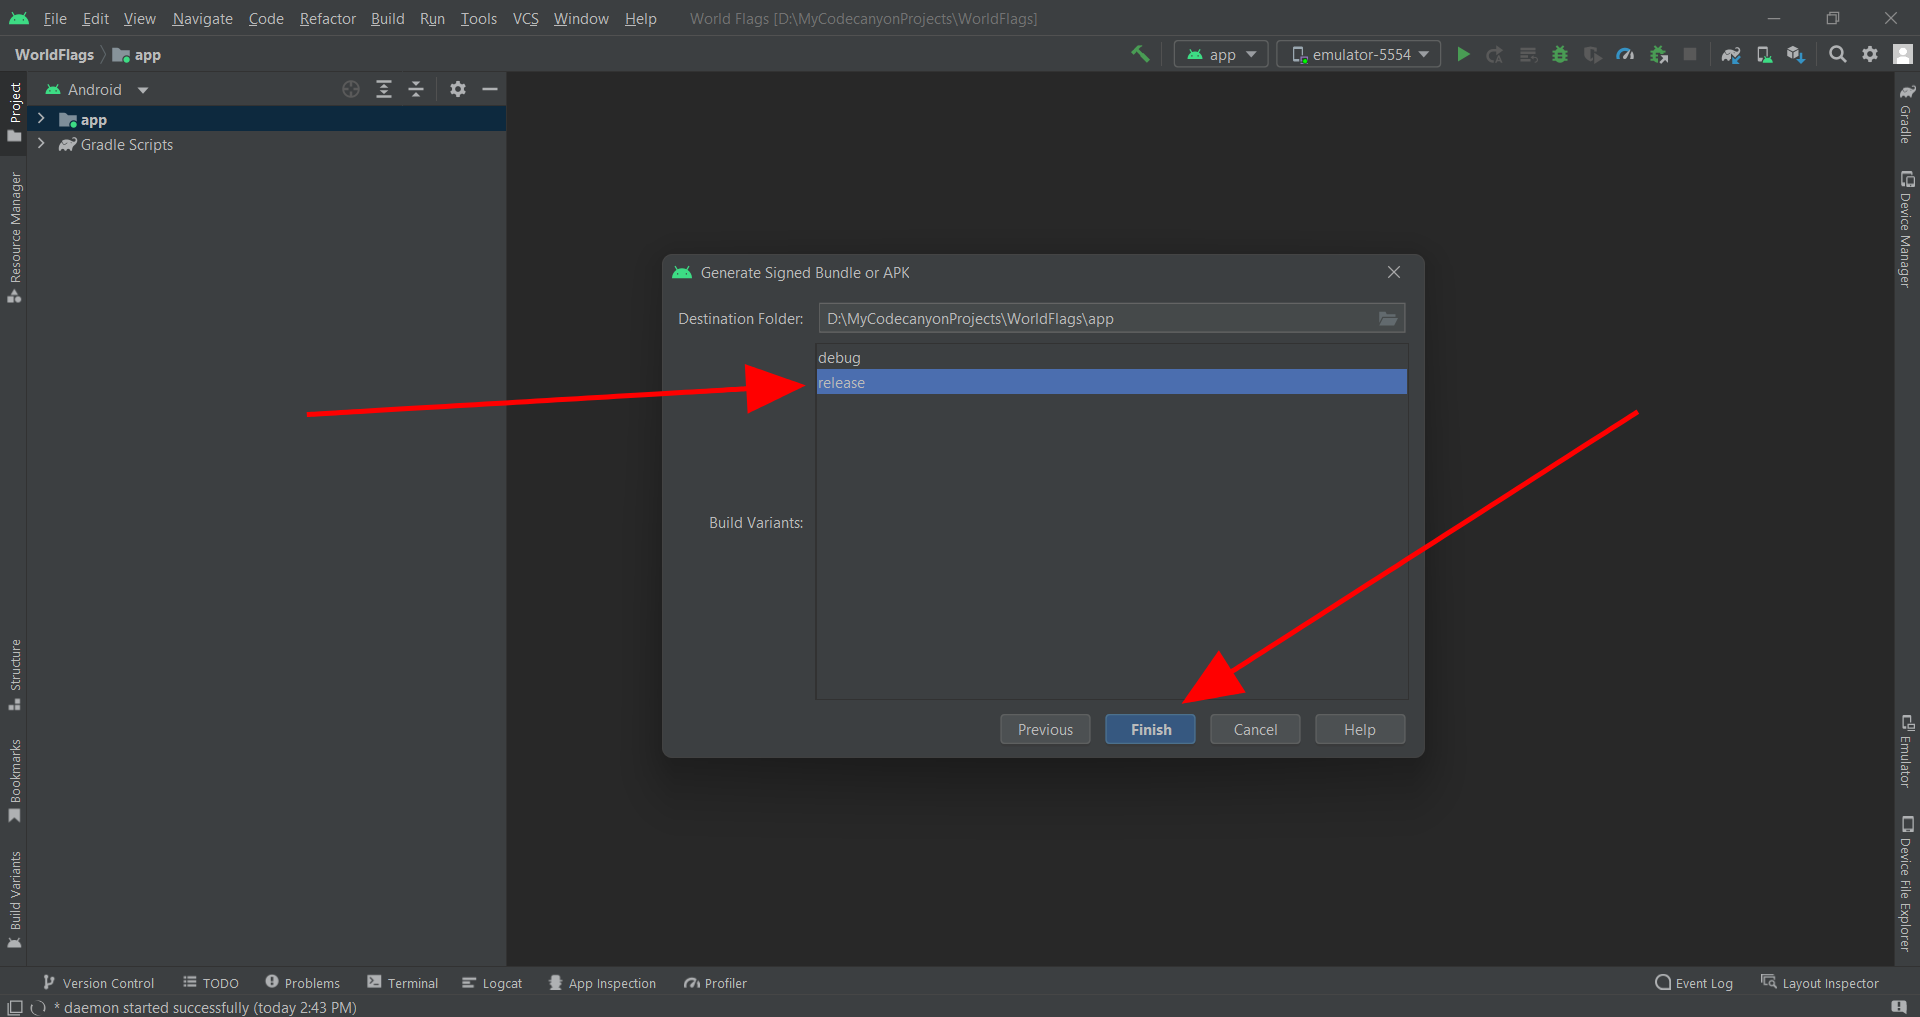 File Edit View Navigate Code Refactor Build Run Tools VCS Window Help World Flags [D:\MyCodecanyonProjects\WorldFlags]
WorldFlags app app emulator-5554
Project
Android
app
Gradle Scripts
Resource Manager
Structure
Bookmarks
Build Variants
Generate Signed Bundle or APK
Destination Folder: D:\MyCodecanyonProjects\WorldFlags\app
debug
release
Build Variants:
Previous Finish Cancel Help
Gradle
Device Manager
Emulator
Device File Explorer
Version Control TODO Problems Terminal Logcat App Inspection Profiler Event Log Layout Inspector
* daemon started successfully (today 2:43 PM)